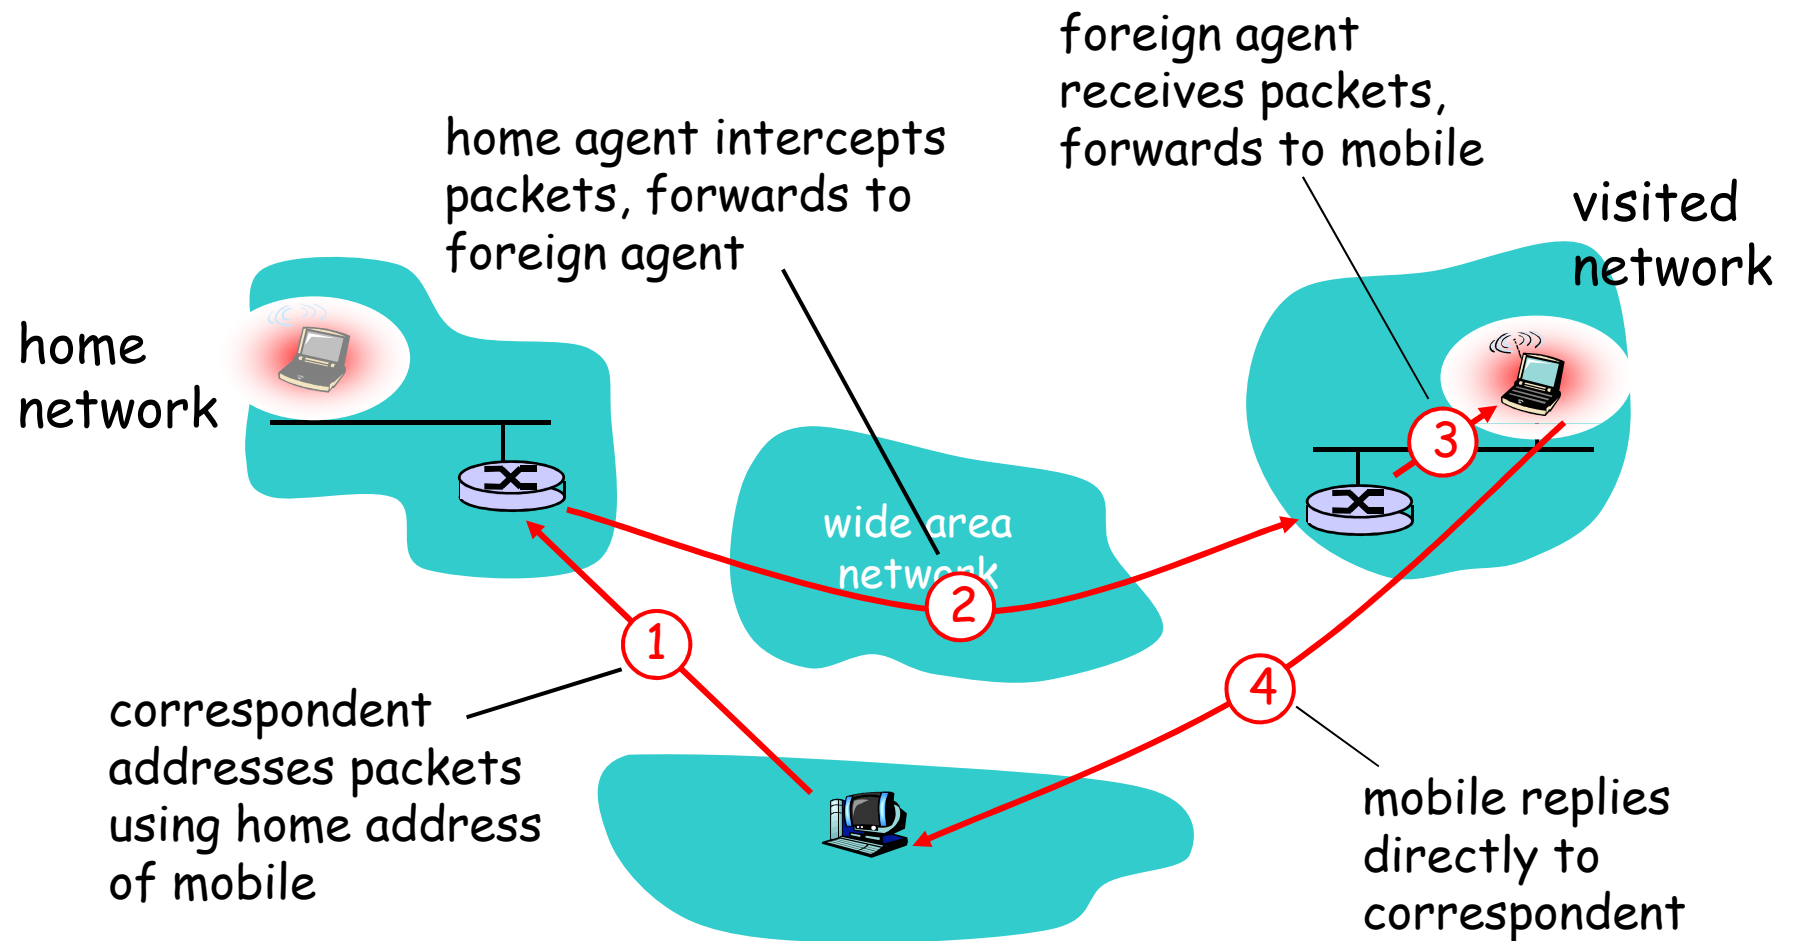 foreign agent
receives packets,
forwards to mobile
home agent intercepts
packets, forwards to
foreign agent
visited
network
home
network
3
wide area
network
2
1
4
correspondent
addresses packets
using home address
of mobile
mobile replies
directly to
correspondent